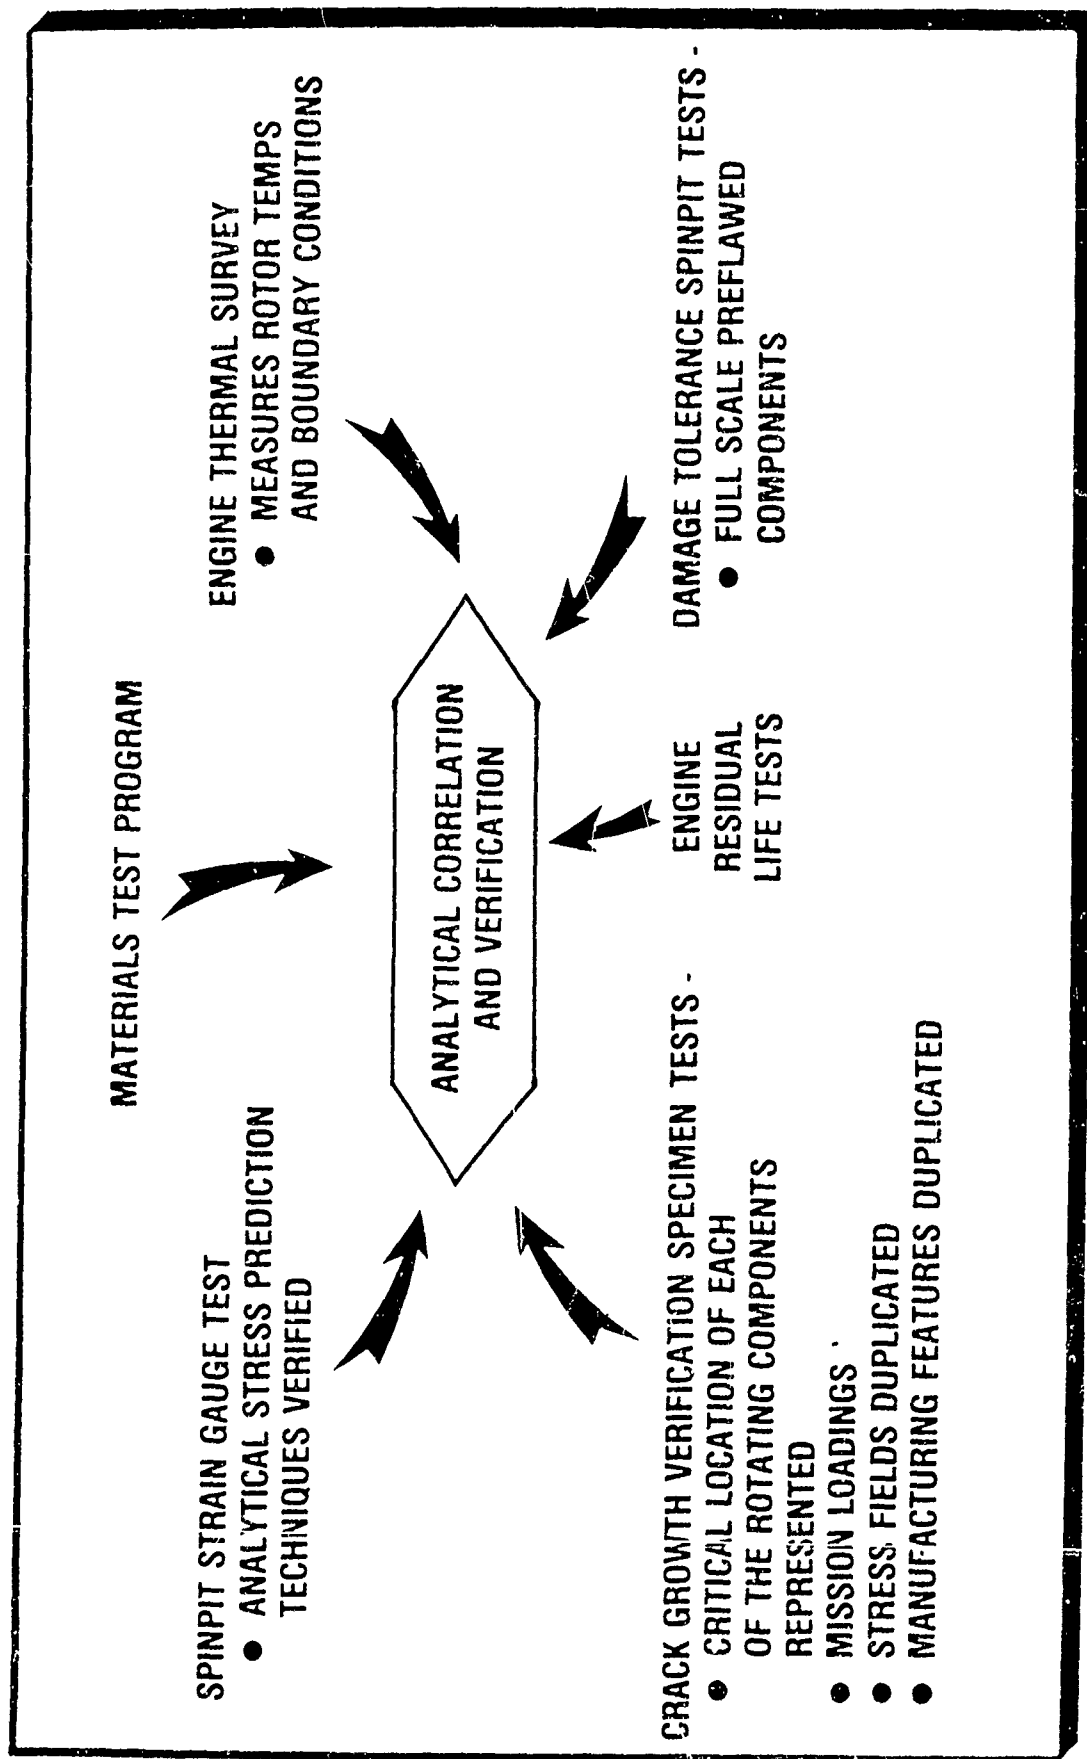 MATERIALS TEST PROGRAM
SPINPIT STRAIN GAUGE TEST
● ANALYTICAL STRESS PREDICTION
TECHNIQUES VERIFIED
ENGINE THERMAL SURVEY
● MEASURES ROTOR TEMPS
AND BOUNDARY CONDITIONS
ANALYTICAL CORRELATION
AND VERIFICATION
CRACK GROWTH VERIFICATION SPECIMEN TESTS -
● CRITICAL LOCATION OF EACH
OF THE ROTATING COMPONENTS
REPRESENTED
● MISSION LOADINGS
● STRESS FIELDS DUPLICATED
● MANUFACTURING FEATURES DUPLICATED
ENGINE
RESIDUAL
LIFE TESTS
DAMAGE TOLERANCE SPINPIT TESTS -
● FULL SCALE PREFLAWED
COMPONENTS